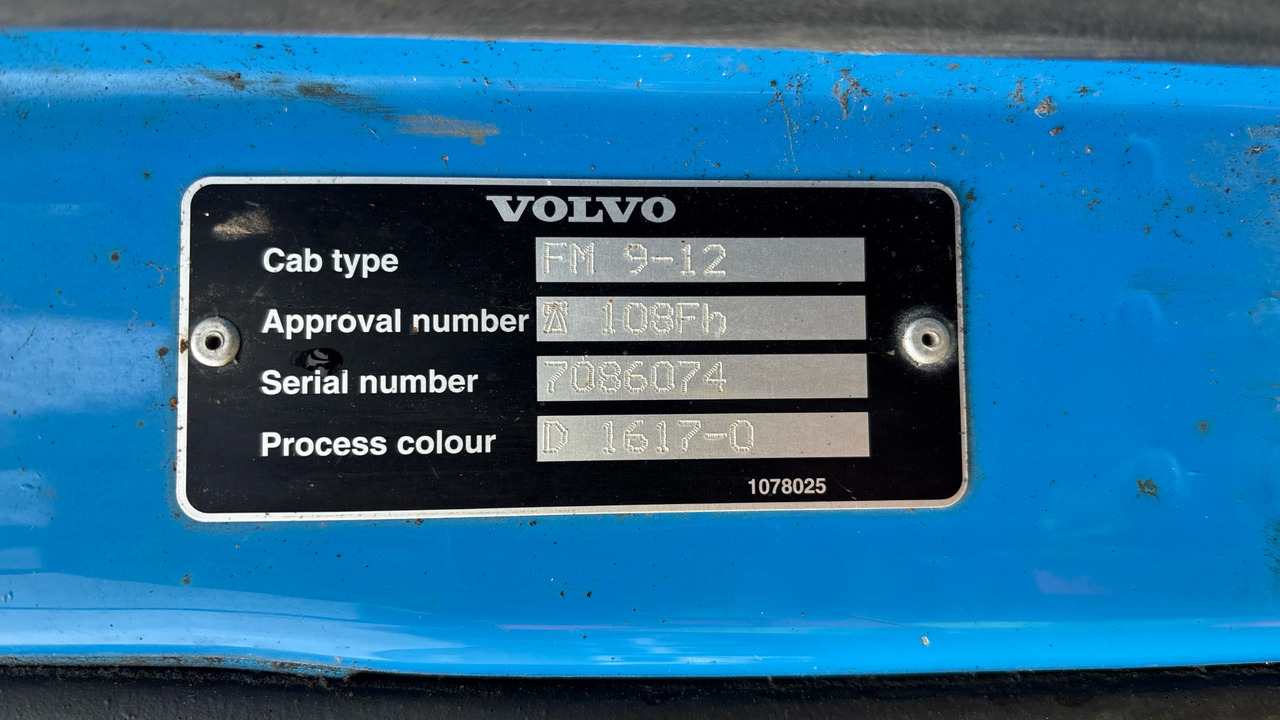 VOLVO
Cab type FM 9-12
Approval number 108Fh
Serial number 7086074
Process colour D 1617-0
1078025